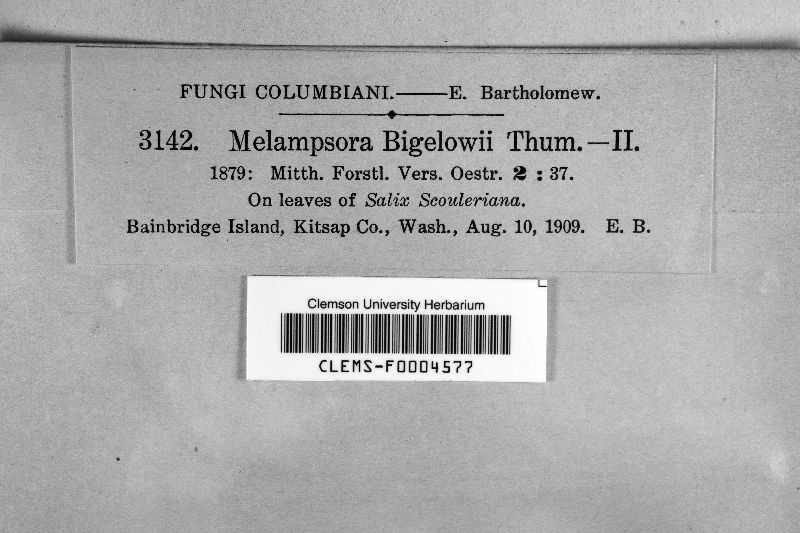 FUNGI COLUMBIANI.——E. Bartholomew.
3142. Melampsora Bigelowii Thum.—II.
1879: Mitth. Forstl. Vers. Oestr. 2 : 37.
On leaves of Salix Scouleriana.
Bainbridge Island, Kitsap Co., Wash., Aug. 10, 1909. E. B.
Clemson University Herbarium
CLEMS-F0004577